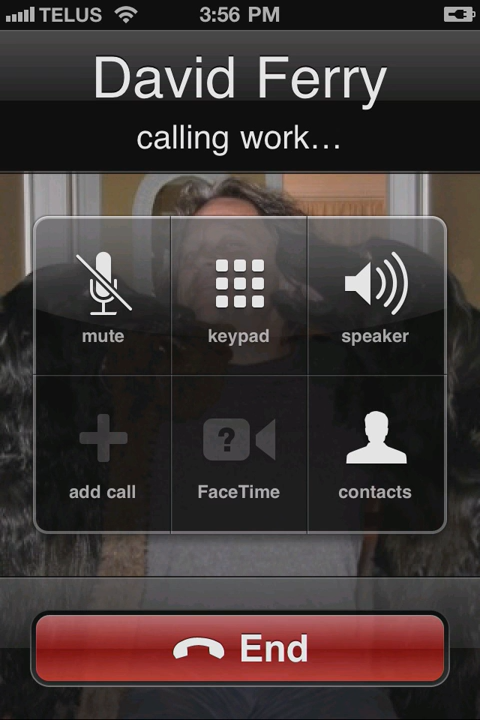 TELUS 3:56 PM
David Ferry
calling work...
mute keypad speaker
?
add call FaceTime contacts
End